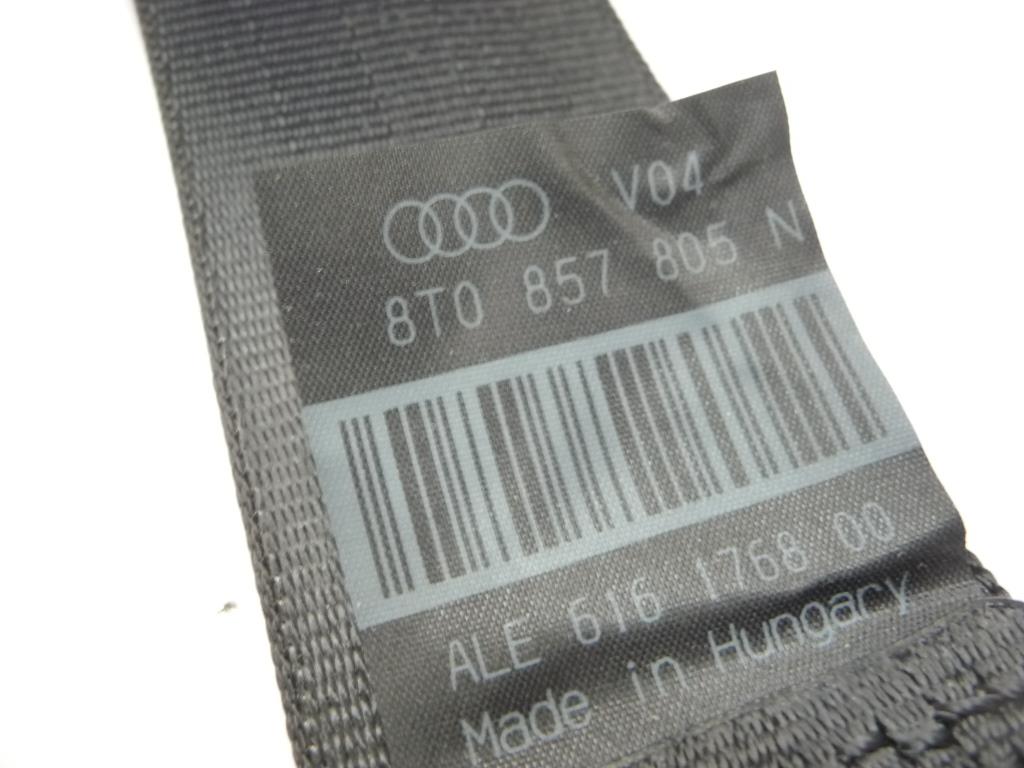 V04
8T0 857 805 N
ALE 616 1768 00
Made in Hungary